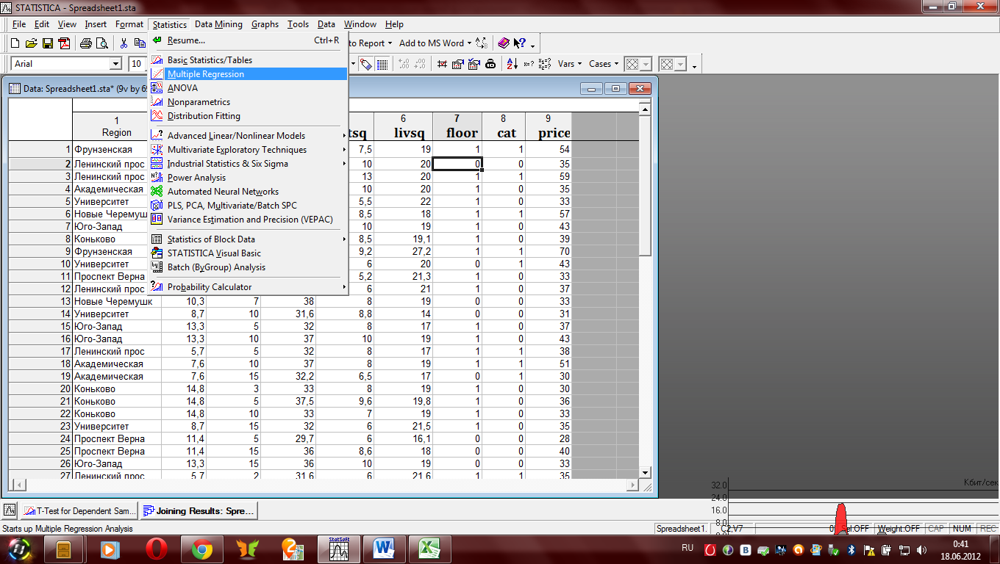 STATISTICA - Spreadsheet1.sta
File Edit View Insert Format Statistics Data Mining Graphs Tools Data Window Help
Resume... Ctrl+R
to Report Add to MS Word
Arial 10 Vars Cases
Basic Statistics/Tables
Multiple Regression
ANOVA
Nonparametrics
Distribution Fitting
Advanced Linear/Nonlinear Models
Multivariate Exploratory Techniques
Industrial Statistics & Six Sigma
Power Analysis
Automated Neural Networks
PLS, PCA, Multivariate/Batch SPC
Variance Estimation and Precision (VEPAC)
Statistics of Block Data
STATISTICA Visual Basic
Batch (ByGroup) Analysis
Probability Calculator
Data: Spreadsheet1.sta* (9v by 6
1 6 7 8 9
Region tsq livsq floor cat price
1 Фрунзенская 7,5 19 1 1 54
2 Ленинский прос 10 20 0 0 35
3 Ленинский прос 13 20 1 1 59
4 Академическая 10 20 1 0 35
5 Университет 5,5 22 1 0 33
6 Новые Черемушк 8,5 18 1 1 57
7 Юго-Запад 10 19 1 0 43
8 Коньково 8,5 19,1 1 0 39
9 Фрунзенская 9,2 27,2 1 1 70
10 Университет 6 20 0 1 43
11 Проспект Верна 5,2 21,3 1 0 33
12 Ленинский прос 6 21 1 0 37
13 Новые Черемушк 10,3 7 38 8 19 0 0 33
14 Университет 8,7 10 31,6 8,8 14 0 0 31
15 Юго-Запад 13,3 5 32 8 17 1 0 37
16 Юго-Запад 13,3 10 37 10 19 1 0 43
17 Ленинский прос 5,7 5 32 8 17 1 1 38
18 Академическая 7,6 10 37 8 19 1 1 51
19 Академическая 7,6 15 32,2 6,5 17 0 1 30
20 Коньково 14,8 3 33 8 19 1 0 30
21 Коньково 14,8 5 37,5 9,6 19,8 1 0 36
22 Коньково 14,8 10 33 7 19 1 0 33
23 Университет 8,7 15 32 6 21,5 1 0 35
24 Проспект Верна 11,4 5 29,7 6 16,1 0 0 28
25 Проспект Верна 11,4 15 36 8,6 18 0 0 40
26 Юго-Запад 13,3 15 36 10 19 0 0 33
27 Ленинский прос 5,7 2 31,6 6 21,6 1 1 35
32.0 Кбит/сек
24.0
16.0
8.0
T-Test for Dependent Sam... Joining Results: Spre...
Starts up Multiple Regression Analysis Spreadsheet1. C2,V7 0 Sel:OFF Weight:OFF CAP NUM REC
StatSoft
RU 0:41
18.06.2012